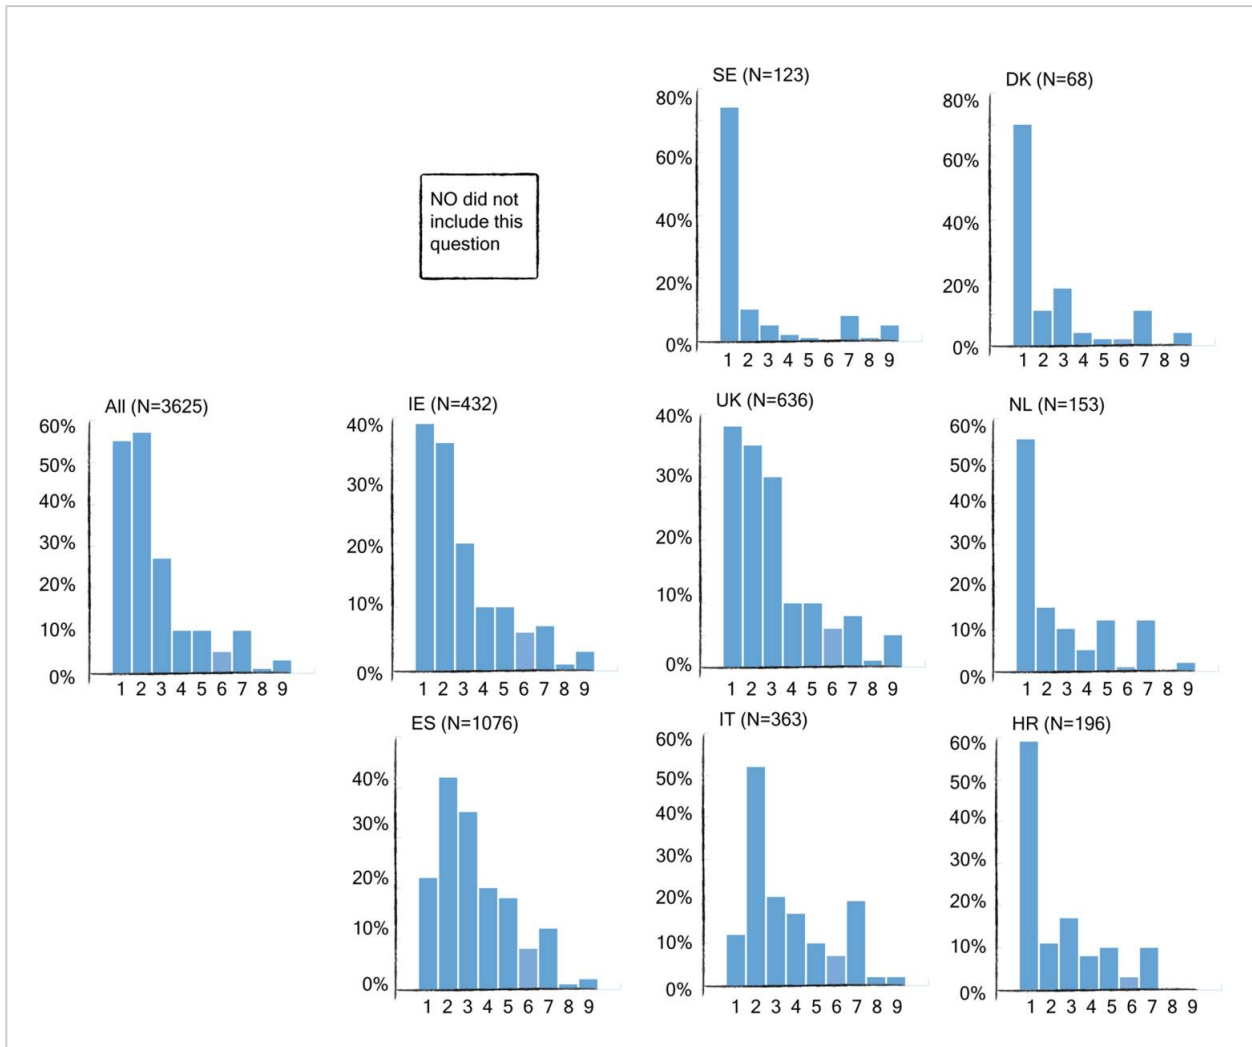 SE (N=123)
80%
60%
40%
20%
0%
1 2 3 4 5 6 7 8 9
DK (N=68)
80%
60%
40%
20%
0%
1 2 3 4 5 6 7 8 9
NO did not
include this
question
All (N=3625)
60%
50%
40%
30%
20%
10%
0%
1 2 3 4 5 6 7 8 9
IE (N=432)
40%
30%
20%
10%
0%
1 2 3 4 5 6 7 8 9
UK (N=636)
40%
30%
20%
10%
0%
1 2 3 4 5 6 7 8 9
NL (N=153)
60%
50%
40%
30%
20%
10%
0%
1 2 3 4 5 6 7 8 9
ES (N=1076)
40%
30%
20%
10%
0%
1 2 3 4 5 6 7 8 9
IT (N=363)
60%
50%
40%
30%
20%
10%
0%
1 2 3 4 5 6 7 8 9
HR (N=196)
60%
50%
40%
30%
20%
10%
0%
1 2 3 4 5 6 7 8 9